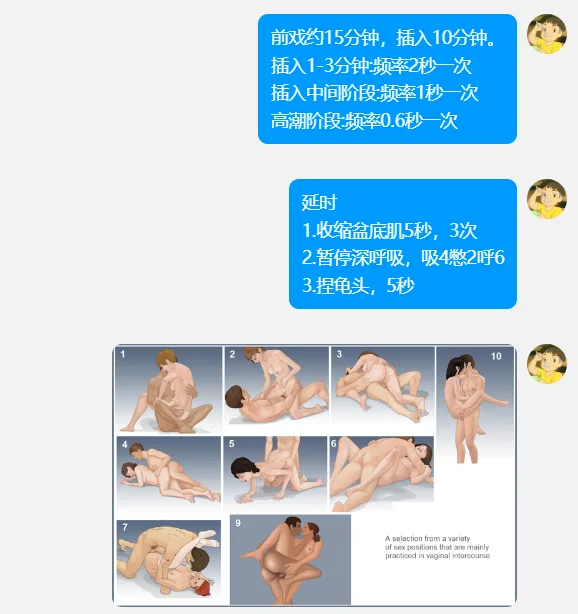 前戏约15分钟，插入10分钟。
插入1-3分钟:频率2秒一次
插入中间阶段:频率1秒一次
高潮阶段:频率0.6秒一次
延时
1.收缩盆底肌5秒，3次
2.暂停深呼吸，吸4憋2呼6
3.捏龟头，5秒
1
2
3
10
4
5
6
7
9
A selection from a variety
of sex positions that are mainly
practiced in vaginal intercourse